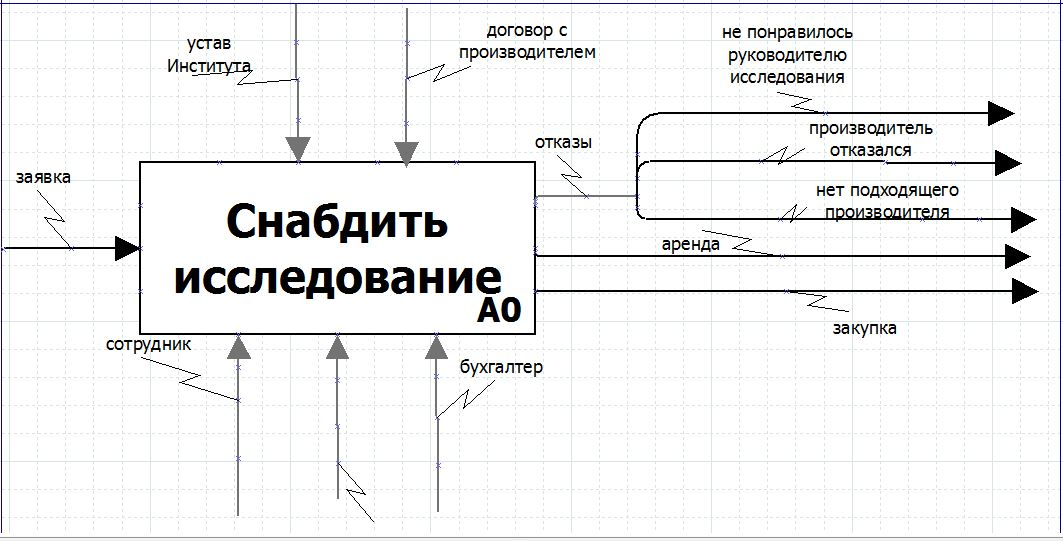 устав
Института
договор с
производителем
не понравилось
руководителю
исследования
производитель
отказался
отказы
нет подходящего
производителя
заявка
Снабдить
исследование
A0
аренда
закупка
сотрудник
бухгалтер